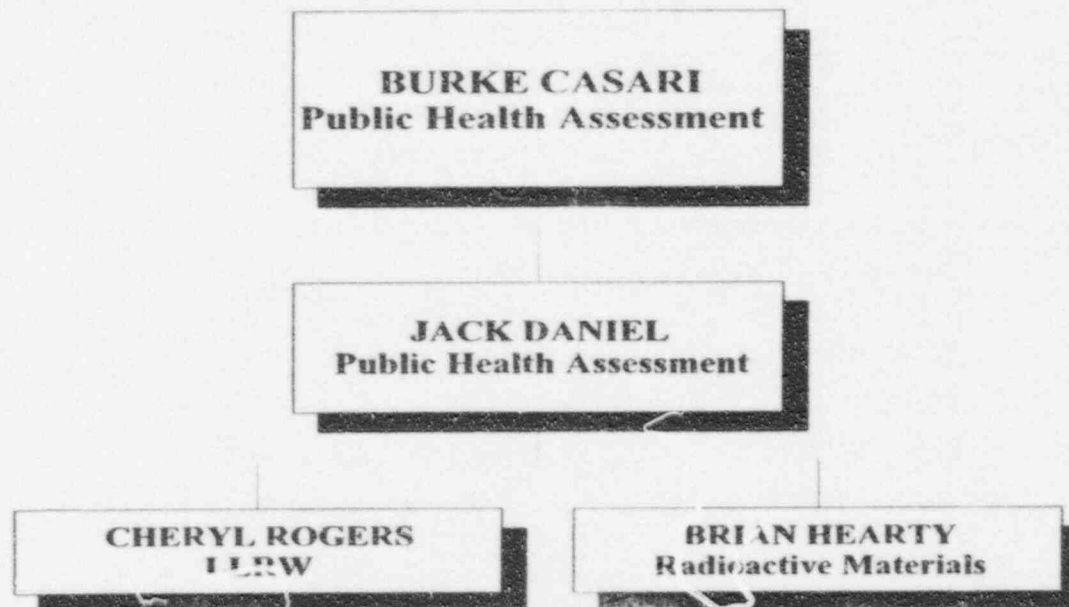 BURKE CASARI
Public Health Assessment
JACK DANIEL
Public Health Assessment
CHERYL ROGERS
LLRW
BRIAN HEARTY
Radioactive Materials